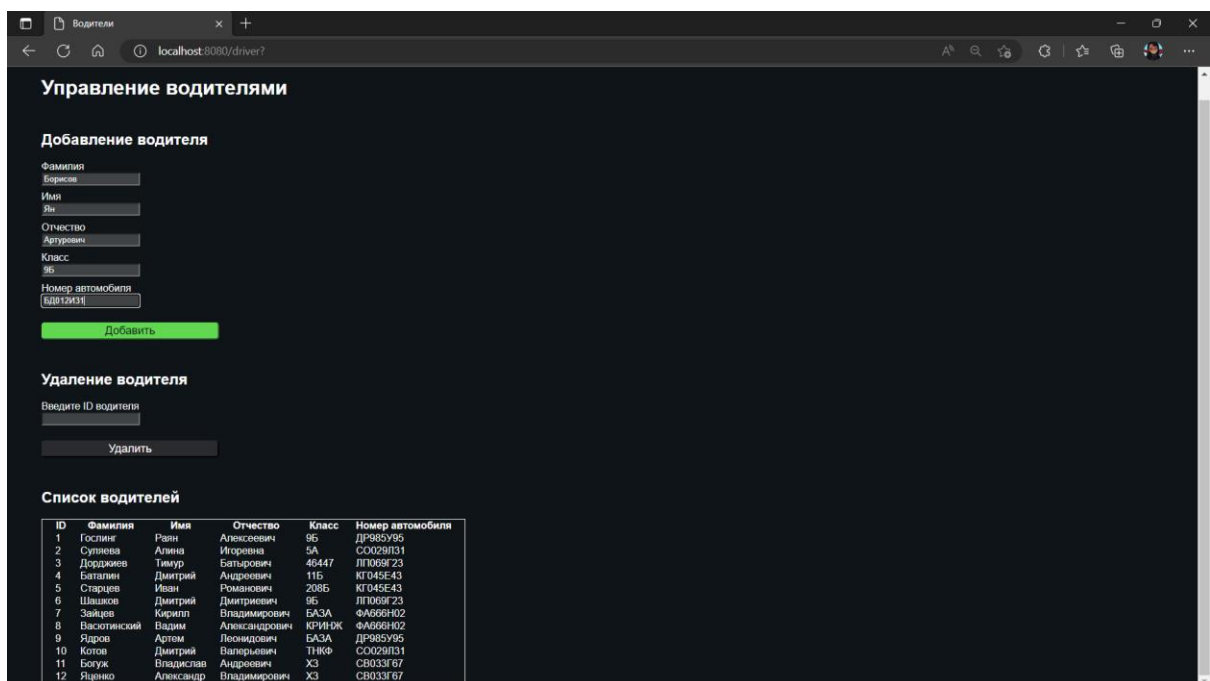 Водители
localhost:8080/driver?
Управление водителями
Добавление водителя
Фамилия
Борисов
Имя
Ян
Отчество
Артурович
Класс
9Б
Номер автомобиля
БД012И31
Добавить
Удаление водителя
Введите ID водителя
Удалить
Список водителей
ID Фамилия Имя Отчество Класс Номер автомобиля
1 Гослинг Раян Алексеевич 9Б ДР985У95
2 Суляева Алина Игоревна 5А СО029Л31
3 Дорджиев Тимур Батырович 46447 ЛП069Г23
4 Баталин Дмитрий Андреевич 11Б КГ045Е43
5 Старцев Иван Романович 208Б КГ045Е43
6 Шашков Дмитрий Дмитриевич 9Б ЛП069Г23
7 Зайцев Кирилл Владимирович БАЗА ФА666Н02
8 Васютинский Вадим Александрович КРИНЖ ФА666Н02
9 Ядров Артем Леонидович БАЗА ДР985У95
10 Котов Дмитрий Валерьевич ТНКФ СО029Л31
11 Богуж Владислав Андреевич ХЗ СВ033Г67
12 Яценко Александр Владимирович ХЗ СВ033Г67